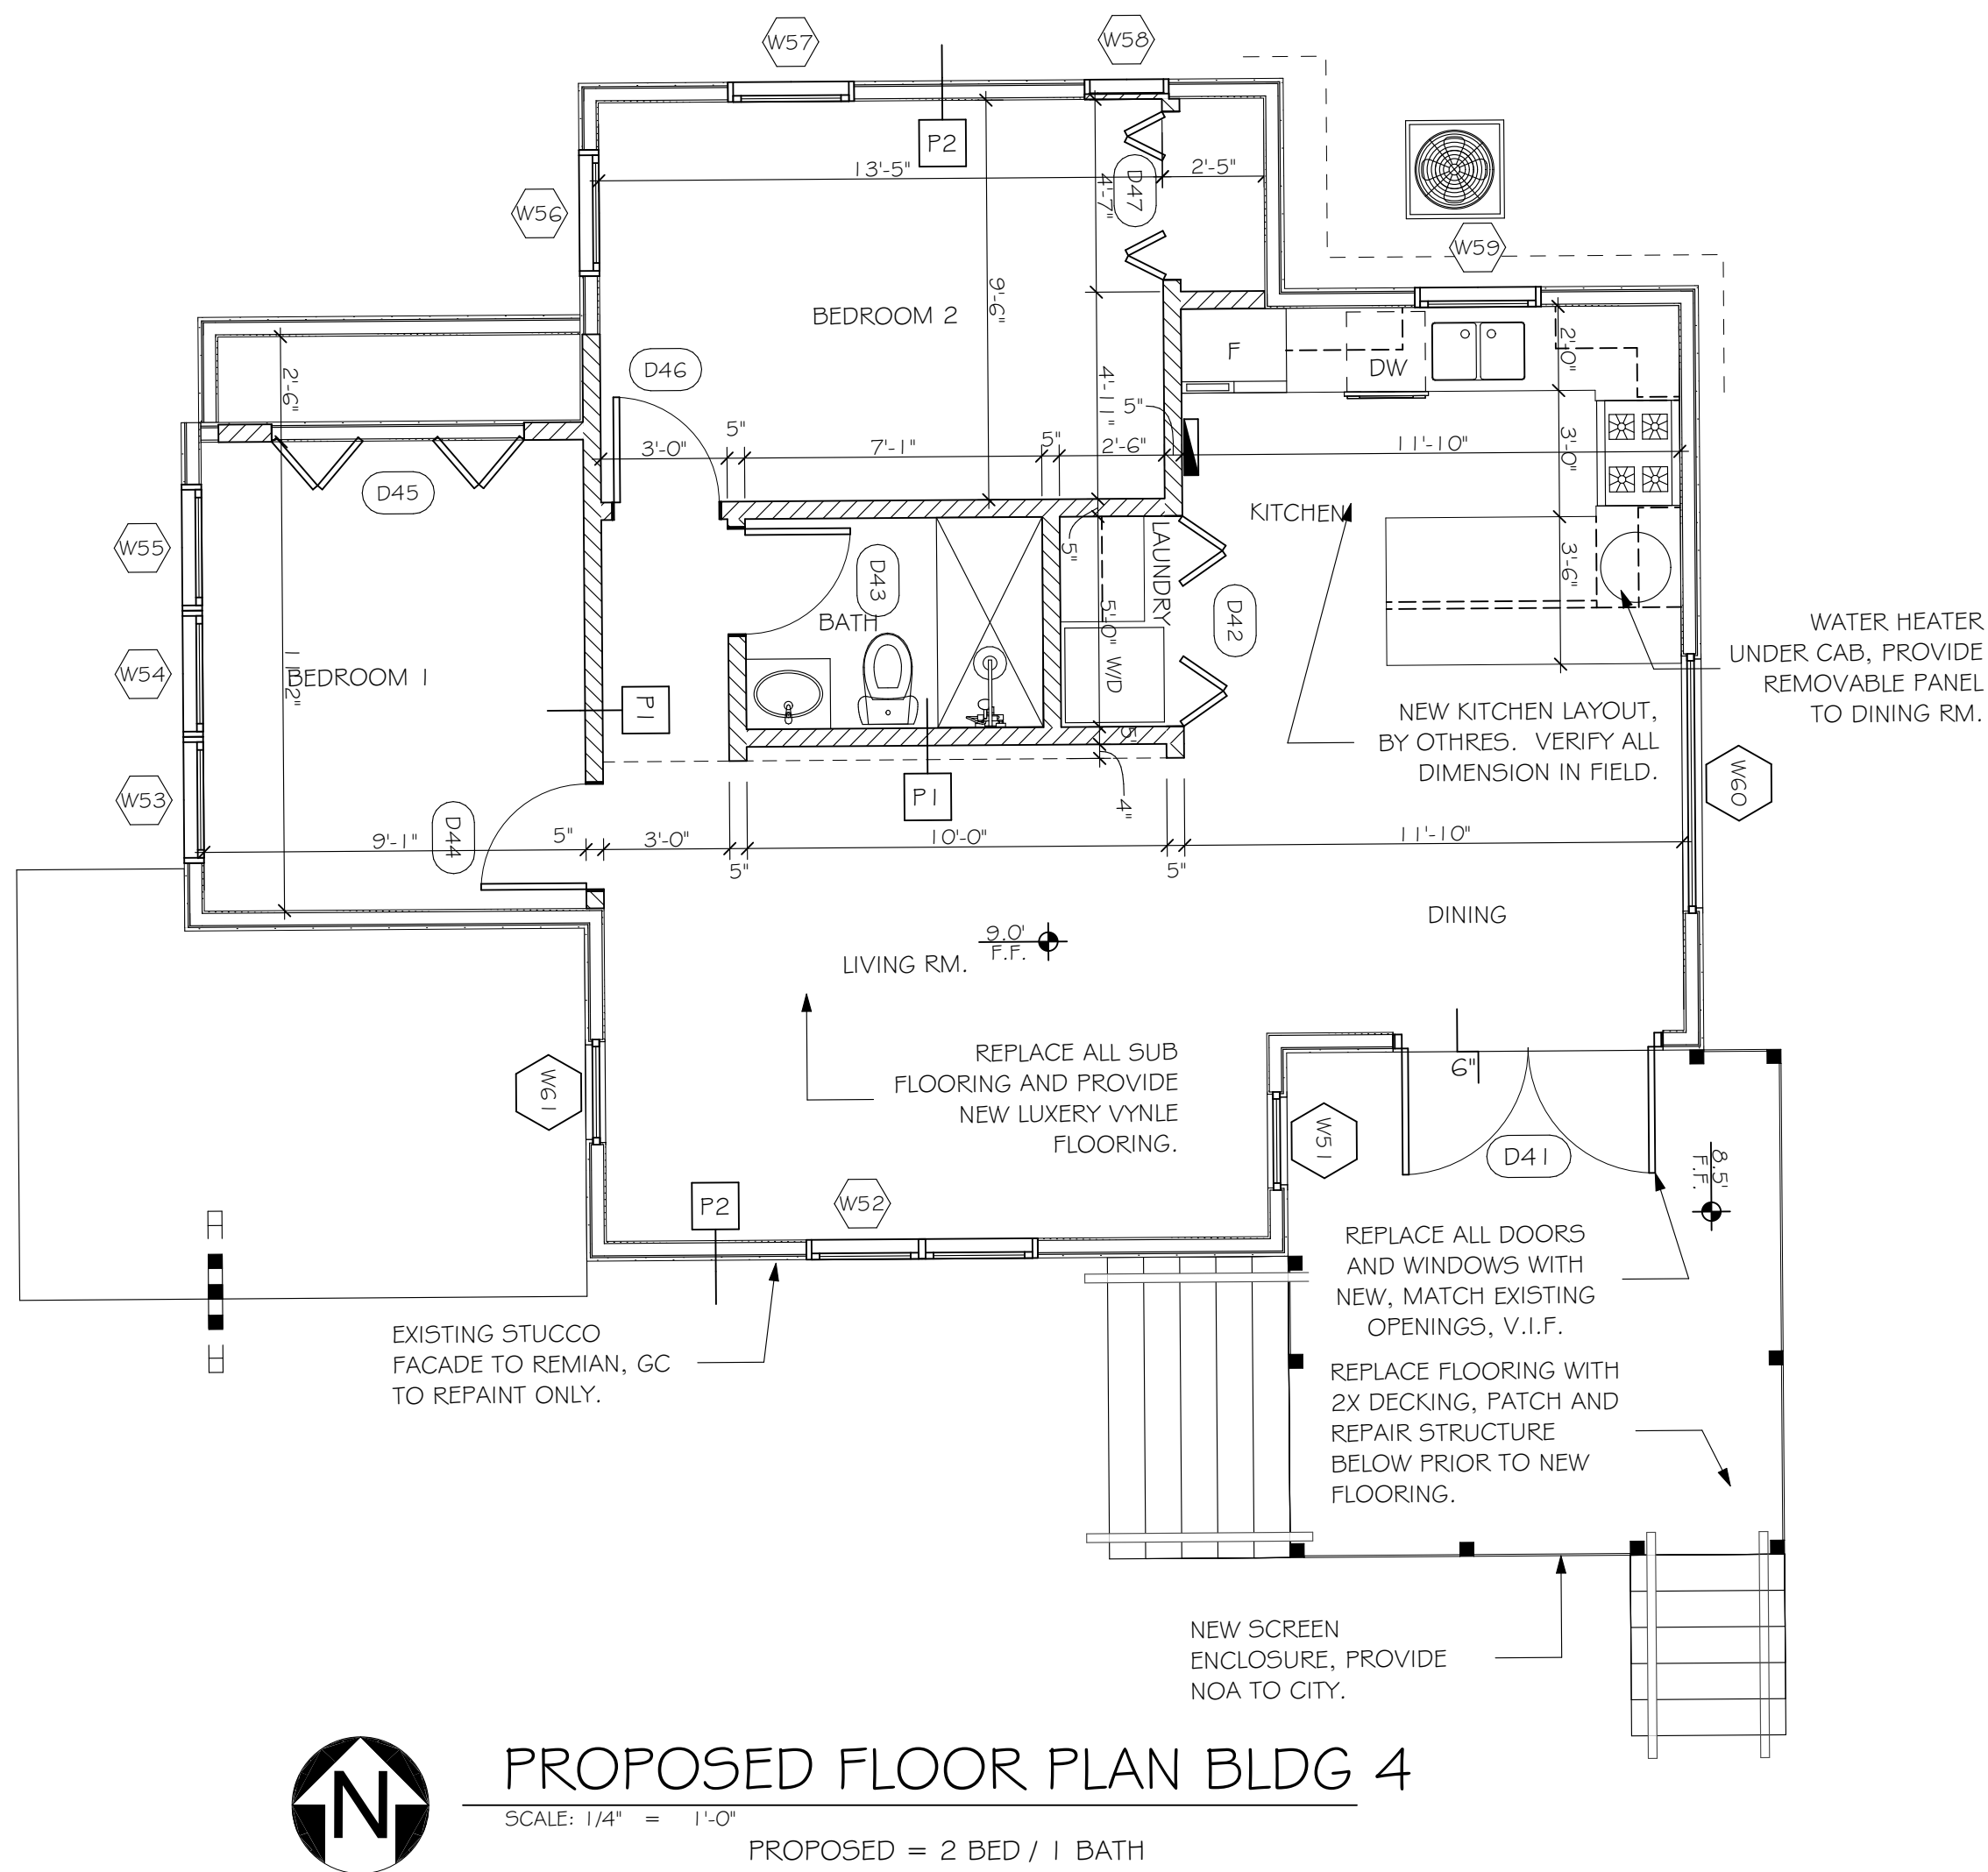 W57
W58
P2
13'-5"
2'-5"
4'-7"
D47
W56
W59
9'-6"
BEDROOM 2
2'-0"
F
DW
D46
2'-6"
4'-11"
5"
5"
3'-0"
7'-1"
5"
2'-6"
11'-10"
3'-0"
D45
KITCHEN
W55
LAUNDRY
5"
3'-6"
D43
BATH
D42
5'-0"
W/D
WATER HEATER
UNDER CAB, PROVIDE
REMOVABLE PANEL
TO DINING RM.
W54
BEDROOM 1
11'-2"
P1
NEW KITCHEN LAYOUT,
BY OTHRES. VERIFY ALL
DIMENSION IN FIELD.
5"
W60
W53
P1
4"
D44
9'-1"
5"
3'-0"
10'-0"
11'-10"
5"
5"
DINING
9.0'
F.F.
LIVING RM.
REPLACE ALL SUB
FLOORING AND PROVIDE
NEW LUXERY VYNLE
FLOORING.
6"
W61
W51
D41
8.5'
F.F.
P2
W52
REPLACE ALL DOORS
AND WINDOWS WITH
NEW, MATCH EXISTING
OPENINGS, V.I.F.
EXISTING STUCCO
FACADE TO REMIAN, GC
TO REPAINT ONLY.
REPLACE FLOORING WITH
2X DECKING, PATCH AND
REPAIR STRUCTURE
BELOW PRIOR TO NEW
FLOORING.
NEW SCREEN
ENCLOSURE, PROVIDE
NOA TO CITY.
N
PROPOSED FLOOR PLAN BLDG 4
SCALE: 1/4" = 1'-0"
PROPOSED = 2 BED / 1 BATH